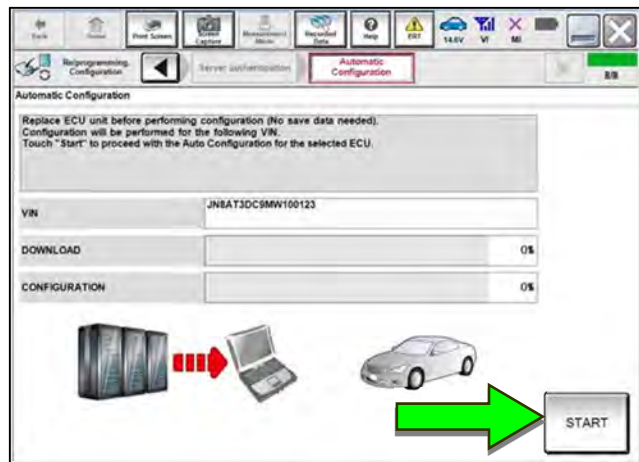 Back
Home
Print Screen
Screen
Capture
Measurement
Mode
Recorded
Data
Help
ERT
14.6V
VI
MI
Reprogramming,
Configuration
Server authentication
Automatic
Configuration
8/8
Automatic Configuration
Replace ECU unit before performing configuration (No save data needed).
Configuration will be performed for the following VIN.
Touch "Start" to proceed with the Auto Configuration for the selected ECU.
VIN
JN8AT3DC9MW100123
DOWNLOAD
0%
CONFIGURATION
0%
START